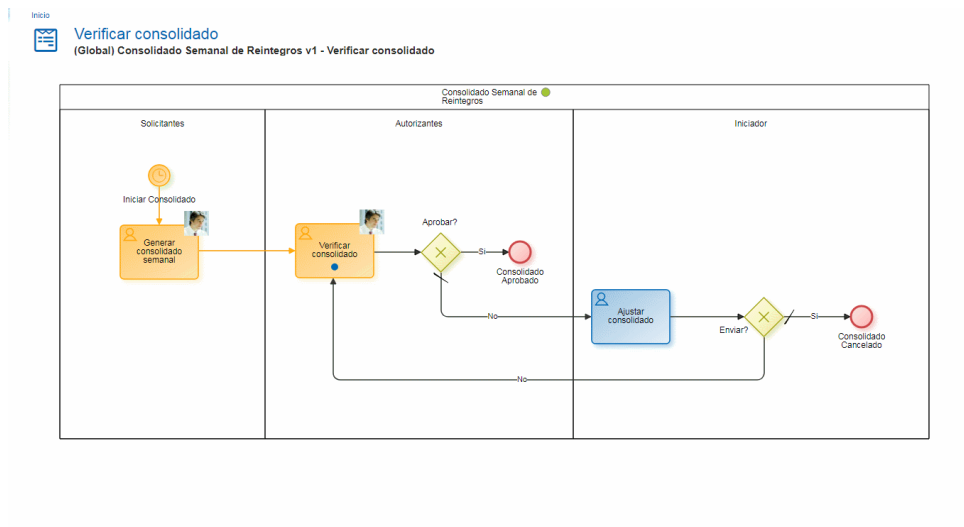 Inicio
Verificar consolidado
(Global) Consolidado Semanal de Reintegros v1 - Verificar consolidado
Consolidado Semanal de
Reintegros
Solicitantes
Autorizantes
Iniciador
Iniciar Consolidado
Generar
consolidado
semanal
Verificar
consolidado
Aprobar?
Si
Consolidado
Aprobado
No
Ajustar
consolidado
Enviar?
Si
Consolidado
Cancelado
No